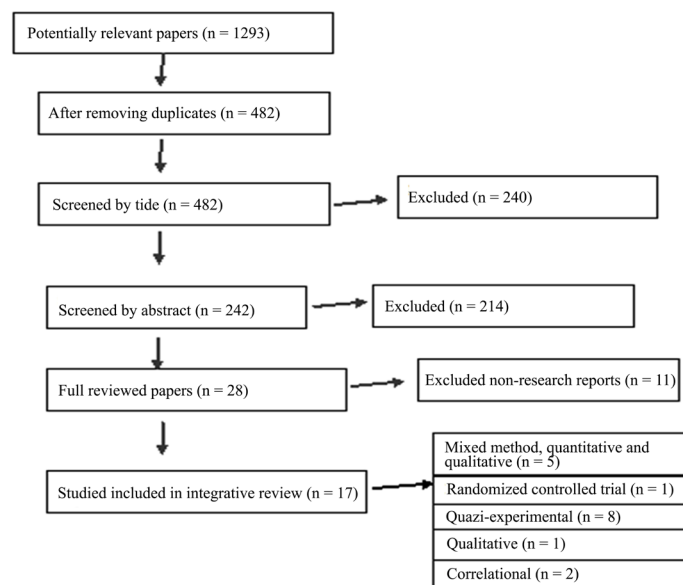 Potentially relevant papers (n = 1293)
After removing duplicates (n = 482)
Screened by tide (n = 482)
Excluded (n = 240)
Screened by abstract (n = 242)
Excluded (n = 214)
Full reviewed papers (n = 28)
Excluded non-research reports (n = 11)
Studied included in integrative review (n = 17)
Mixed method, quantitative and
qualitative (n = 5)
Randomized controlled trial (n = 1)
Quazi-experimental (n = 8)
Qualitative (n = 1)
Correlational (n = 2)